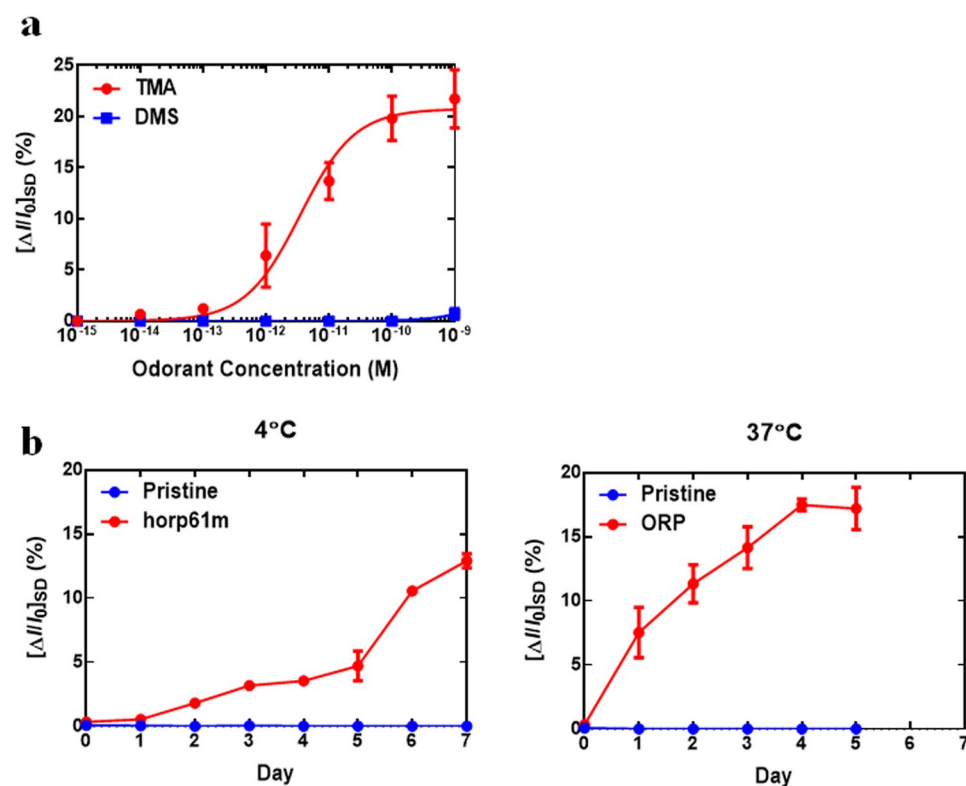 a
[ΔI/I₀]SD (%)
25
20
15
10
5
0
TMA
DMS
10⁻¹⁵ 10⁻¹⁴ 10⁻¹³ 10⁻¹² 10⁻¹¹ 10⁻¹⁰ 10⁻⁹
Odorant Concentration (M)
b
4°C
[ΔI/I₀]SD (%)
20
15
10
5
0
Pristine
horp61m
0 1 2 3 4 5 6 7
Day
37°C
[ΔI/I₀]SD (%)
20
15
10
5
0
Pristine
ORP
0 1 2 3 4 5 6 7
Day